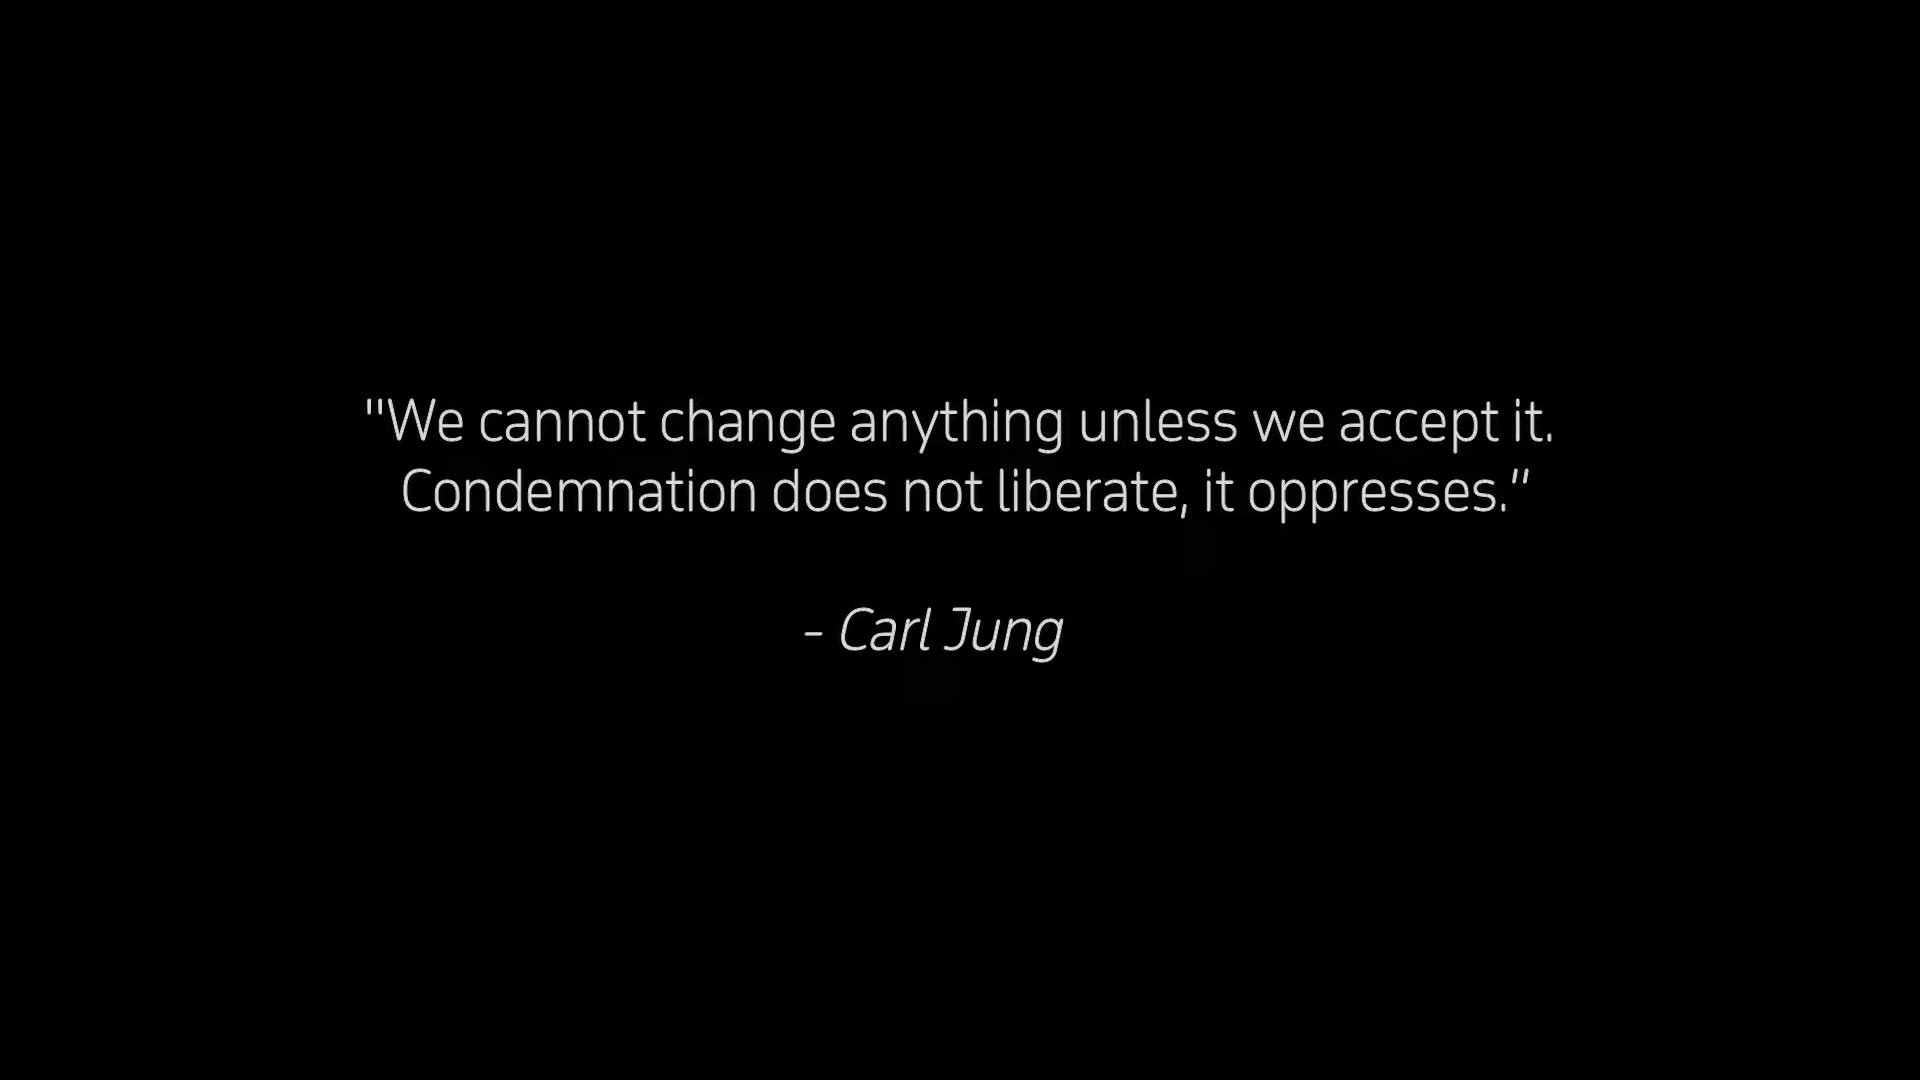 "We cannot change anything unless we accept it.
Condemnation does not liberate, it oppresses."
- Carl Jung